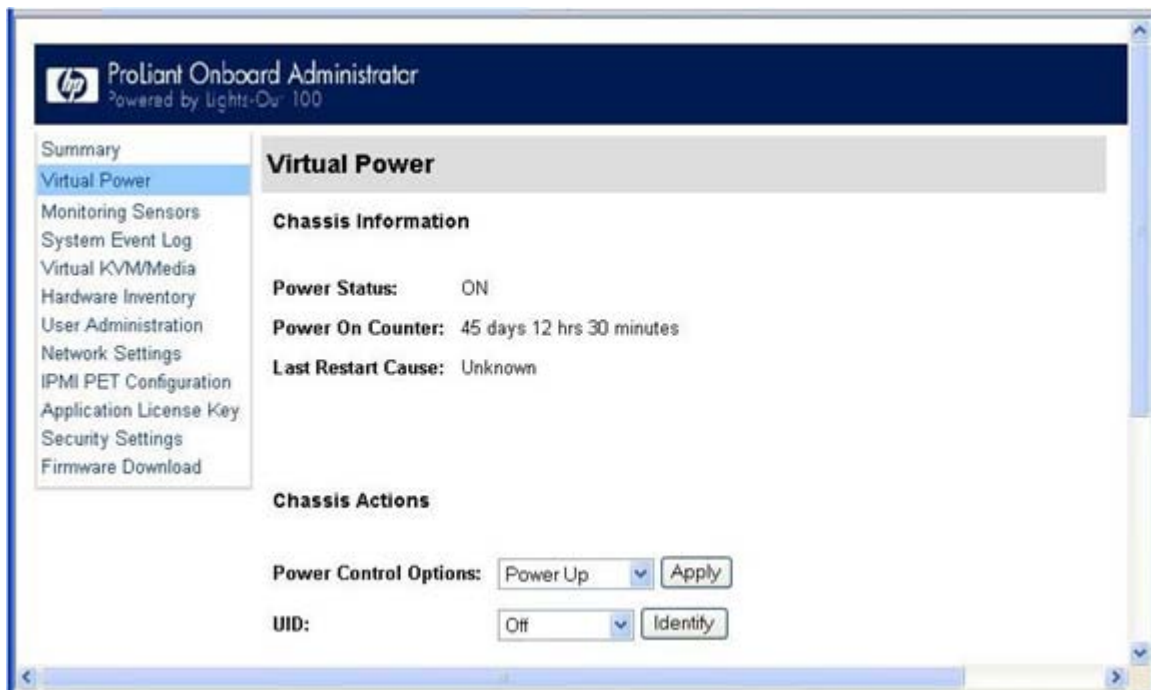 hp ProLiant Onboard Administrator
Powered by Lights-Out 100
Summary
Virtual Power
Monitoring Sensors
System Event Log
Virtual KVM/Media
Hardware Inventory
User Administration
Network Settings
IPMI PET Configuration
Application License Key
Security Settings
Firmware Download
Virtual Power
Chassis Information
Power Status: ON
Power On Counter: 45 days 12 hrs 30 minutes
Last Restart Cause: Unknown
Chassis Actions
Power Control Options: Power Up Apply
UID: Off Identify